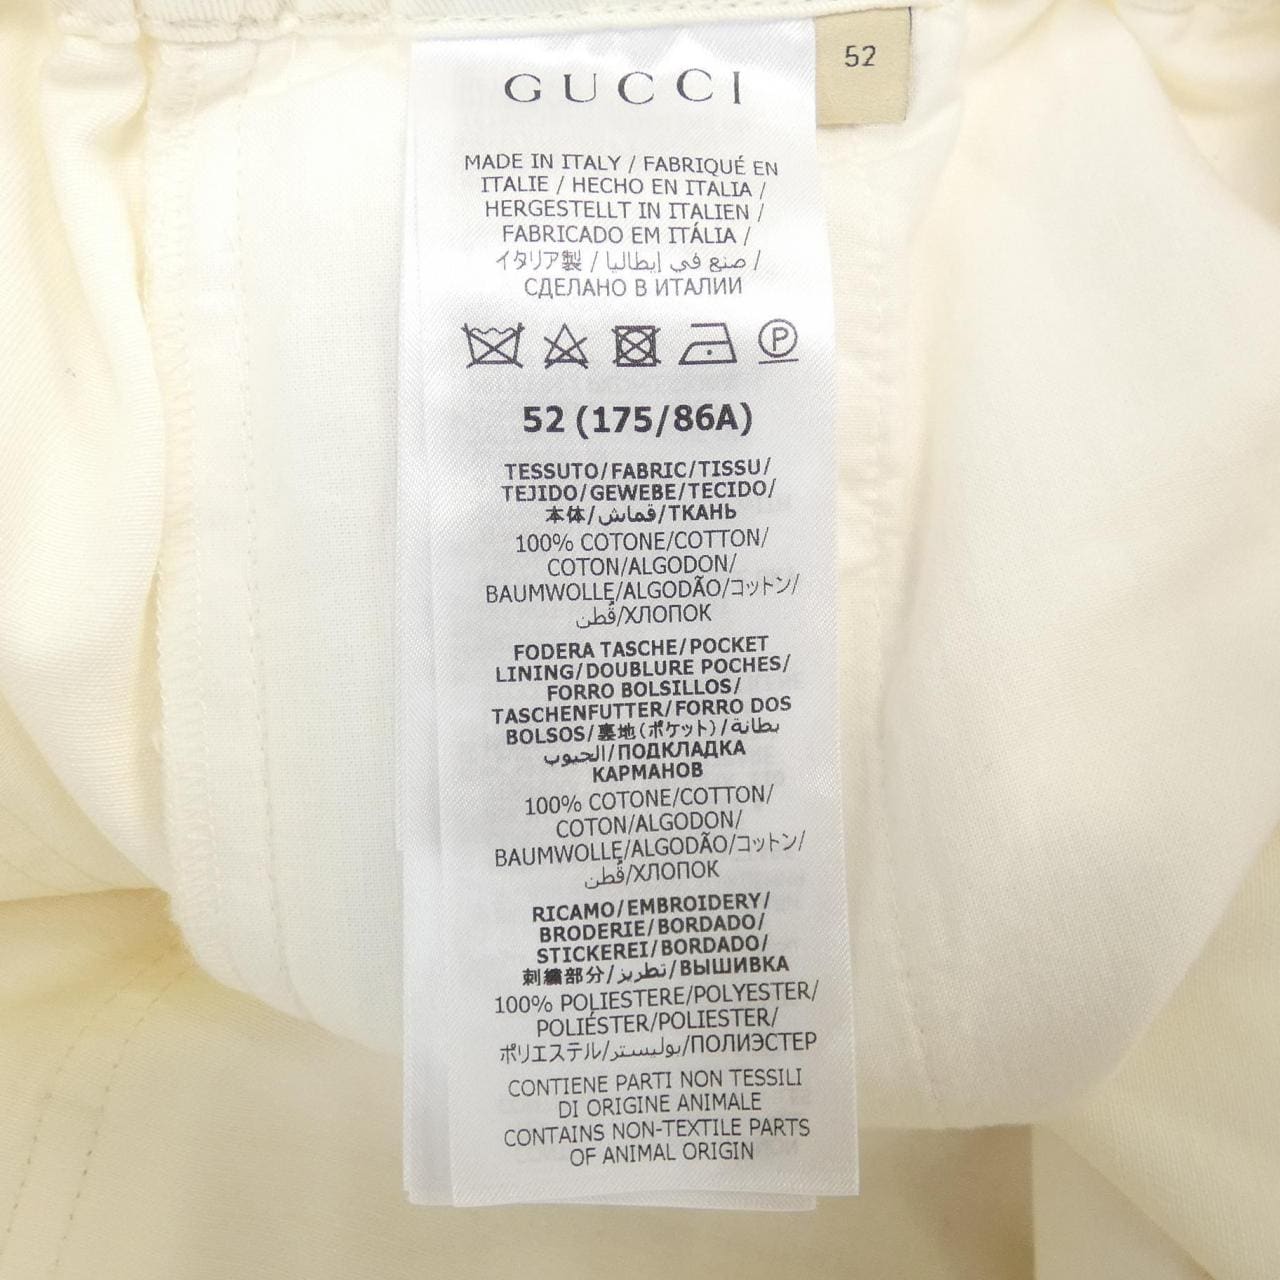 GUCCI
52
MADE IN ITALY / FABRIQUÉ EN
ITALIE / HECHO EN ITALIA /
HERGESTELLT IN ITALIEN /
FABRICADO EM ITÁLIA /
イタリア製 / صنع في إيطاليا /
СДЕЛАНО В ИТАЛИИ
P
52 (175/86A)
TESSUTO/FABRIC/TISSU/
TEJIDO/GEWEBE/TECIDO/
本体/قماش/ТКАНЬ
100% COTONE/COTTON/
COTON/ALGODON/
BAUMWOLLE/ALGODÃO/コットン/
قُطن/ХЛОПОК
FODERA TASCHE/POCKET
LINING/DOUBLURE POCHES/
FORRO BOLSILLOS/
TASCHENFUTTER/FORRO DOS
BOLSOS/裏地(ポケット)/بطانة
الجيوب/ПОДКЛАДКА
КАРМАНОВ
100% COTONE/COTTON/
COTON/ALGODON/
BAUMWOLLE/ALGODÃO/コットン/
قُطن/ХЛОПОК
RICAMO/EMBROIDERY/
BRODERIE/BORDADO/
STICKEREI/BORDADO/
刺繍部分/تطريز/ВЫШИВКА
100% POLIESTERE/POLYESTER/
POLIÉSTER/POLIESTER/
ポリエステル/بوليستر/ПОЛИЭСТЕР
CONTIENE PARTI NON TESSILI
DI ORIGINE ANIMALE
CONTAINS NON-TEXTILE PARTS
OF ANIMAL ORIGIN